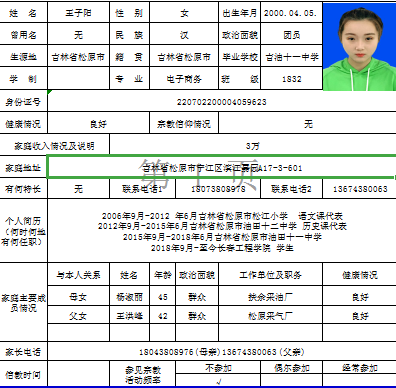 姓 名 王子阳 性 别 女 出生年月 2000.04.05.
曾用名 无 民 族 汉 政治面貌 团员
生源地 吉林省松原市 籍 贯 吉林省松原市 毕业学校 吉油十一中学
学 制 专 业 电子商务 班 级 1832
身份证号 220702200004059623
健康情况 良好 宗教信仰情况 无
家庭收入情况及说明 3万
家庭地址 吉林省松原市宁江区滨江 园A17-3-601
有何特长 无 联系电话1 18073808978 联系电话2 13674380063
个人简历（何时何地有何任职） 2006年9月-2012 年6月吉林省松原市松江小学 语文课代表
2012年9月-2015年6月吉林省松原市油田十二中学 历史课代表
2015年9月-2018年6月吉林省松原市油田十一中学
2018年9月-至今长春工程学院 学生
家庭主要成员情况 与本人关系 姓名 年龄 政治面貌 工作单位及职务 健康情况
母女 杨淑丽 45 群众 扶余采油厂 良好
父女 王洪峰 42 群众 松原采气厂 良好
家长电话 18043808976(母亲)13674380063(父亲)
信教时间 参见宗教活动频率 不参加 偶尔参加 经常参加
√
第 页